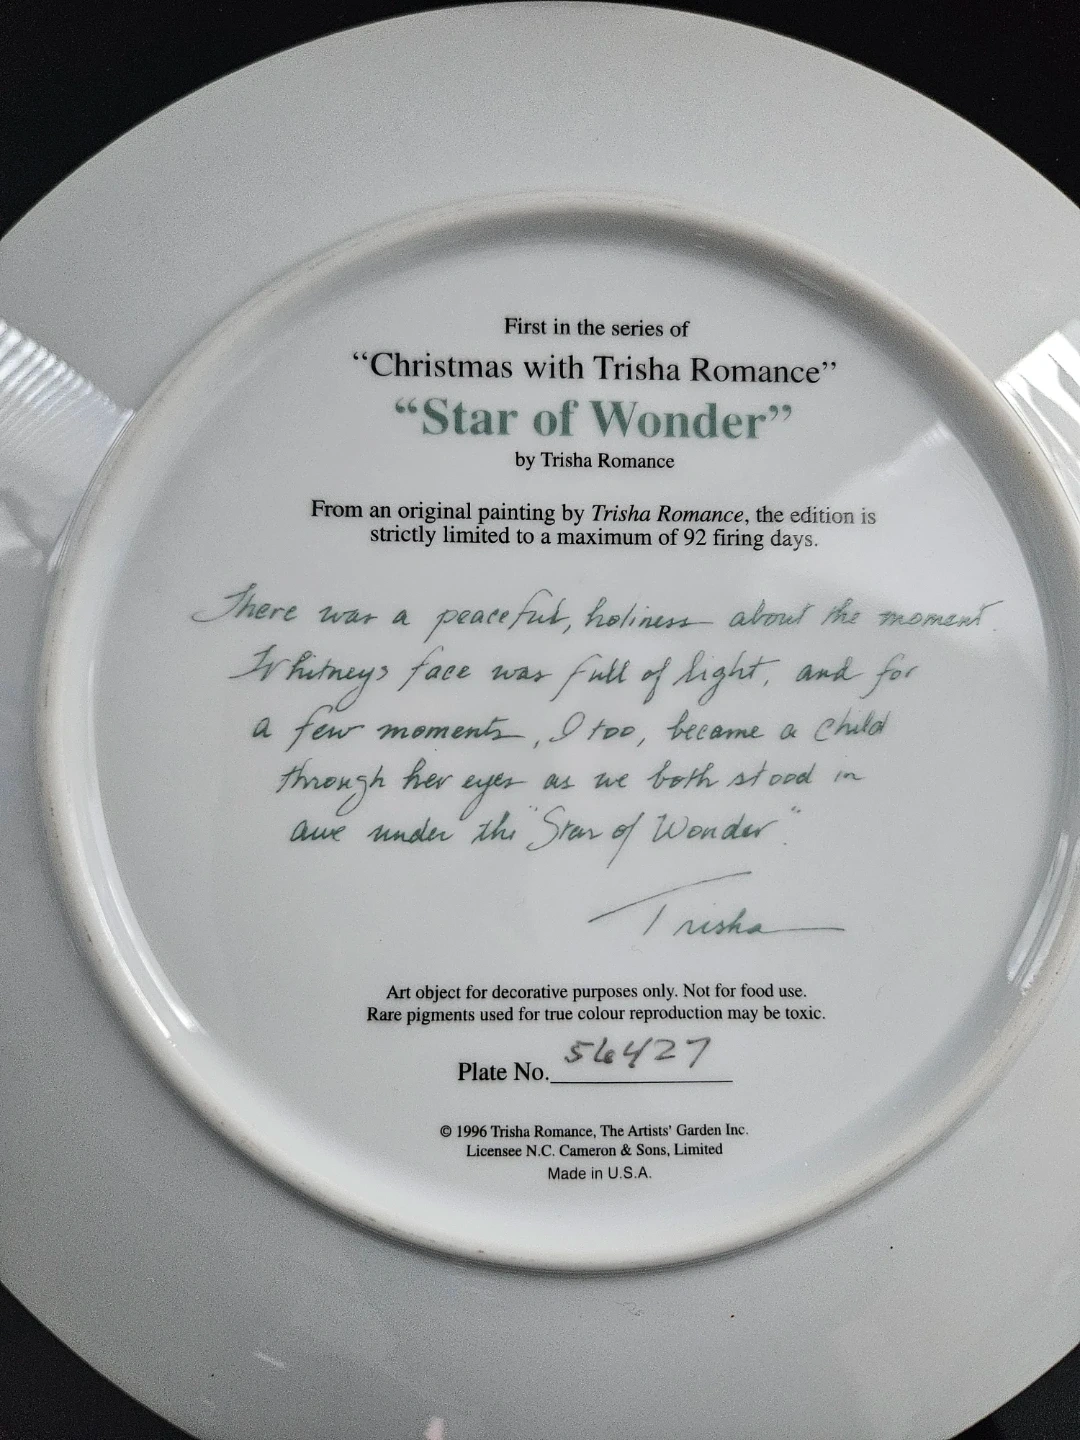 First in the series of
“Christmas with Trisha Romance”
“Star of Wonder”
by Trisha Romance
From an original painting by Trisha Romance, the edition is
strictly limited to a maximum of 92 firing days.
There was a peaceful, holiness about the moment.
Whitneys face was full of light, and for
a few moments, I too, became a child
through her eyes as we both stood in
awe under the "Star of Wonder".
Trisha
Art object for decorative purposes only. Not for food use.
Rare pigments used for true colour reproduction may be toxic.
Plate No. 56427
© 1996 Trisha Romance, The Artists' Garden Inc.
Licensee N.C. Cameron & Sons, Limited
Made in U.S.A.